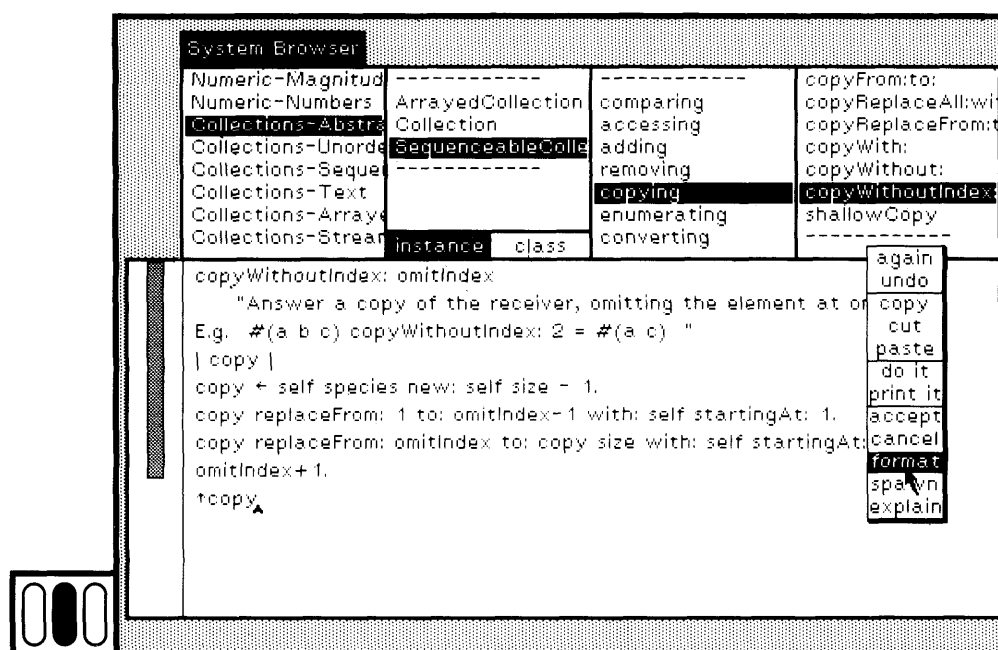 System Browser
Numeric-Magnitud
Numeric-Numbers
Collections-Abstra
Collections-Unorde
Collections-Sequer
Collections-Text
Collections-Arraye
Collections-Strear
------------
ArrayedCollection
Collection
SequenceableColle
------------
instance class
------------
comparing
accessing
adding
removing
copying
enumerating
converting
copyFrom:to:
copyReplaceAll:wi
copyReplaceFrom:t
copyWith:
copyWithout:
copyWithoutIndex:
shallowCopy
------------
copyWithoutIndex: omitIndex
"Answer a copy of the receiver, omitting the element at or
E.g. #(a b c) copyWithoutIndex: 2 = #(a c) "
| copy |
copy ← self species new: self size - 1.
copy replaceFrom: 1 to: omitIndex-1 with: self startingAt: 1.
copy replaceFrom: omitIndex to: copy size with: self startingAt:
omitIndex+1.
↑copy
again
undo
copy
cut
paste
do it
print it
accept
cancel
format
spawn
explain